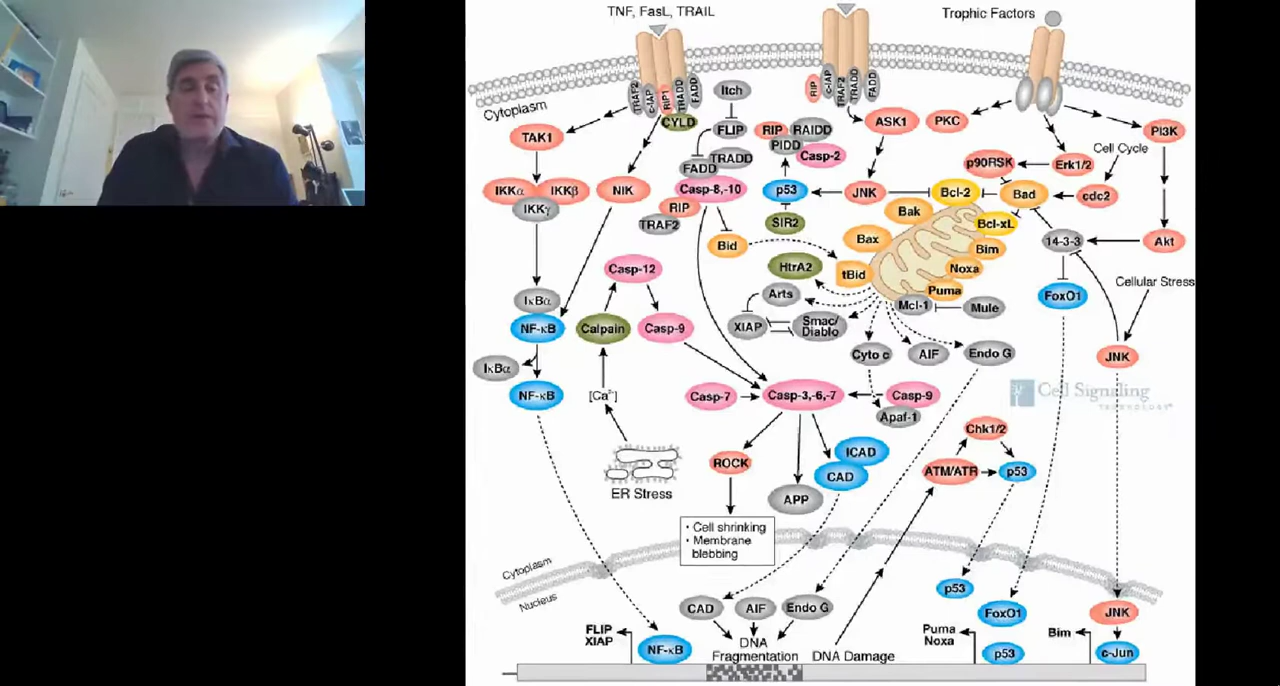 TNF, FasL, TRAIL
Trophic Factors
Cytoplasm
TRAF2
c-IAP
RIP1
TRADD
FADD
CYLD
Itch
FLIP
TRADD
FADD
Casp-8,-10
RIP
TRAF2
RIP
c-IAP
TRAF2
TRADD
FADD
RIP
RAIDD
PIDD
Casp-2
ASK1
PKC
PI3K
Cell Cycle
TAK1
IKKα
IKKβ
IKKγ
NIK
p53
SIR2
JNK
Bcl-2
p90RSK
Erk1/2
Bad
cdc2
Bak
Bcl-xL
Bax
Bim
Bid
tBid
Noxa
Puma
Mcl-1
Mule
14-3-3
Akt
FoxO1
Cellular Stress
JNK
HtrA2
Arts
XIAP
Smac/
Diablo
Cyto c
AIF
Endo G
Casp-12
Calpain
Casp-9
IκBα
NF-κB
IκBα
NF-κB
[Ca²⁺]
Casp-7
Casp-3,-6,-7
Casp-9
Apaf-1
Cell Signaling
TECHNOLOGY®
Chk1/2
ATM/ATR
p53
ICAD
CAD
ROCK
APP
ER Stress
• Cell shrinking
• Membrane
blebbing
Cytoplasm
Nucleus
CAD
AIF
Endo G
p53
FoxO1
JNK
FLIP
XIAP
NF-κB
DNA
Fragmentation
DNA Damage
Puma
Noxa
p53
Bim
c-Jun